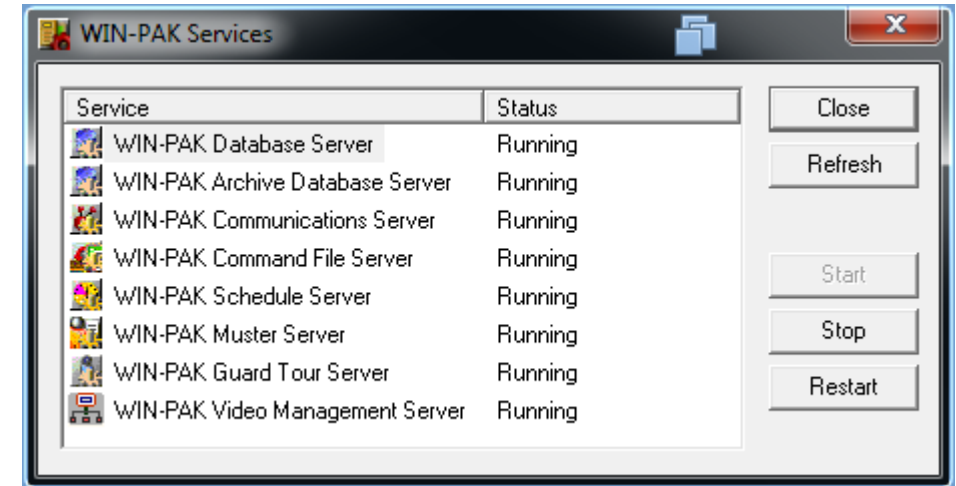 WIN-PAK Services
Service Status
WIN-PAK Database Server Running
WIN-PAK Archive Database Server Running
WIN-PAK Communications Server Running
WIN-PAK Command File Server Running
WIN-PAK Schedule Server Running
WIN-PAK Muster Server Running
WIN-PAK Guard Tour Server Running
WIN-PAK Video Management Server Running
Close
Refresh
Start
Stop
Restart